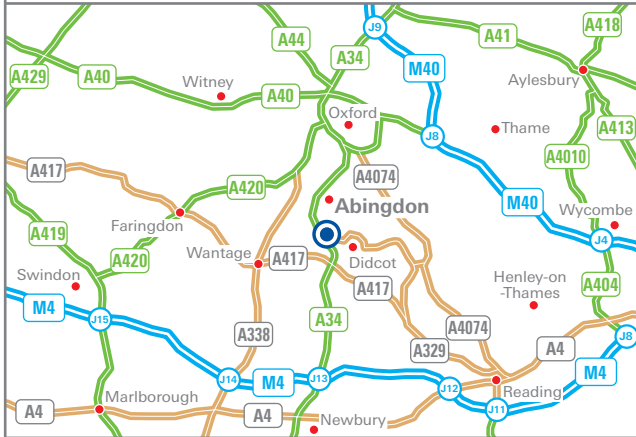 J9
A418
A44
A41
A34
A429
A40
M40
Aylesbury
Witney
A40
Oxford
A413
J8
Thame
A4010
A417
A4074
A420
M40
Abingdon
Wycombe
Faringdon
A419
J4
Wantage
A417
Didcot
A420
Swindon
A417
Henley-on
-Thames
A404
M4
J15
A34
A4074
A338
J8
A329
A4
J14
M4
J13
J12
M4
Reading
Marlborough
J11
A4
A4
Newbury